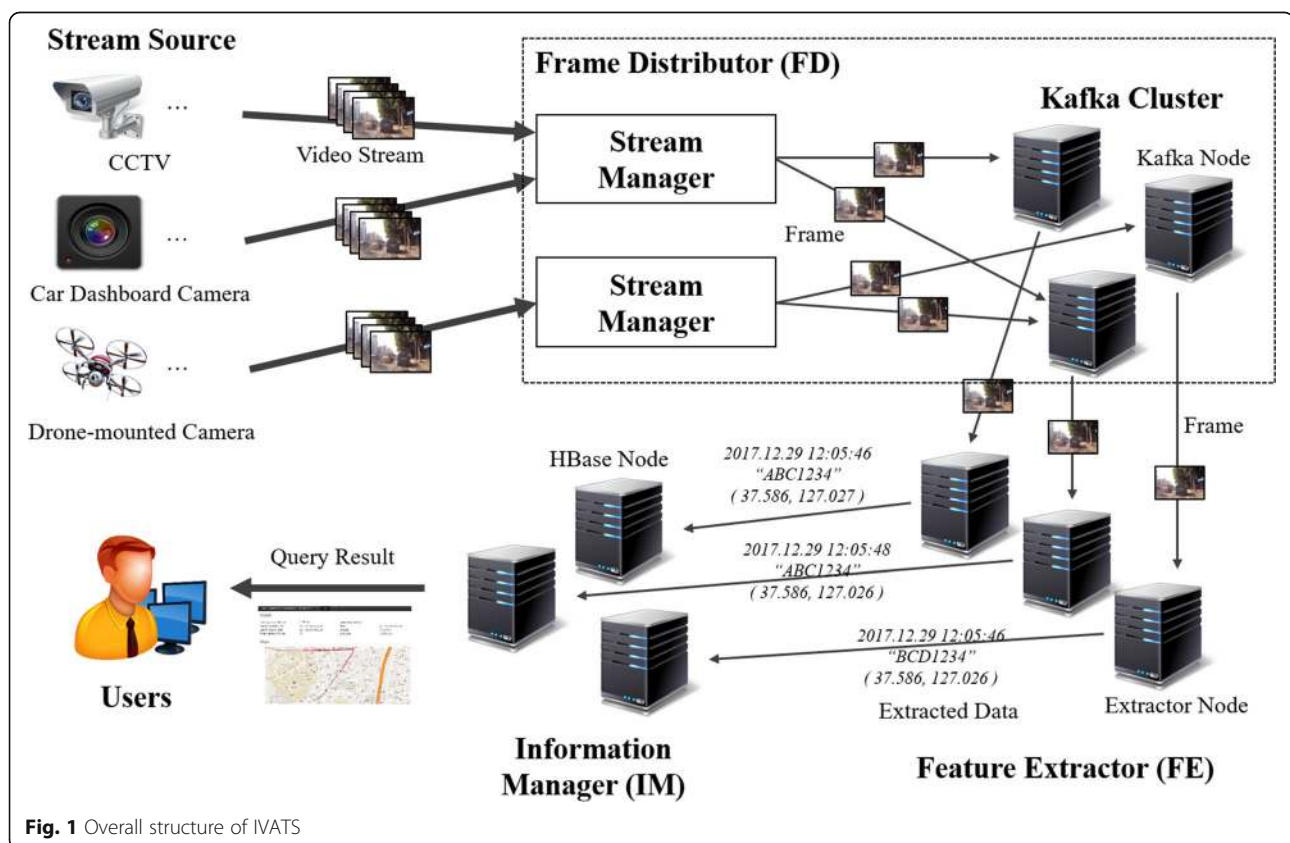 Stream Source
CCTV
...
Video Stream
Car Dashboard Camera
...
Drone-mounted Camera
...
Frame Distributor (FD)
Stream
Manager
Stream
Manager
Frame
Kafka Cluster
Kafka Node
Frame
HBase Node
2017.12.29 12:05:46
“ABC1234”
( 37.586, 127.027 )
2017.12.29 12:05:48
“ABC1234”
( 37.586, 127.026 )
2017.12.29 12:05:46
“BCD1234”
( 37.586, 127.026 )
Extracted Data
Extractor Node
Query Result
Users
Information
Manager (IM)
Feature Extractor (FE)
Fig. 1 Overall structure of IVATS